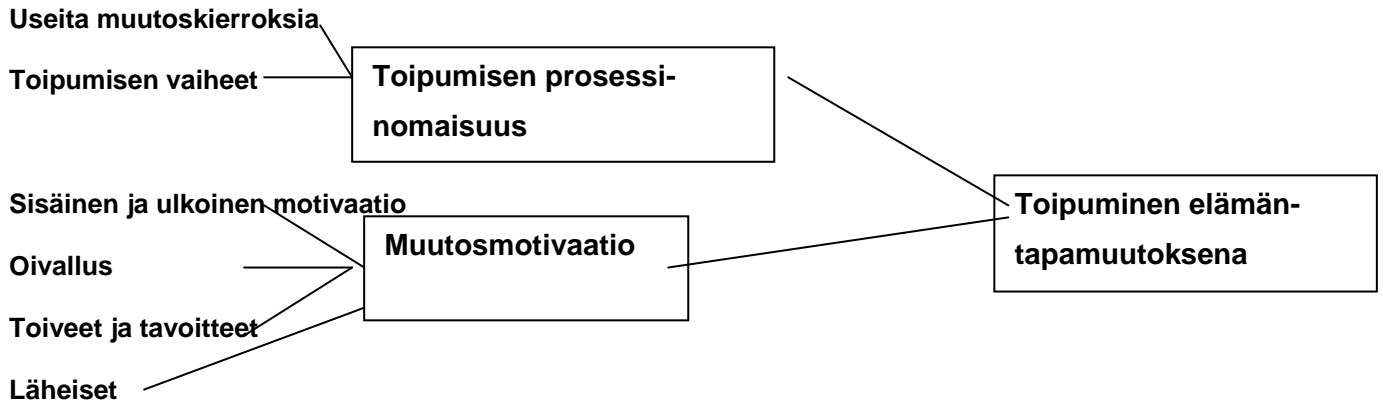 Useita muutoskierroksia
Toipumisen vaiheet
Toipumisen prosessi-
nomaisuus
Sisäinen ja ulkoinen motivaatio
Oivallus
Toiveet ja tavoitteet
Läheiset
Muutosmotivaatio
Toipuminen elämän-
tapamuutoksena